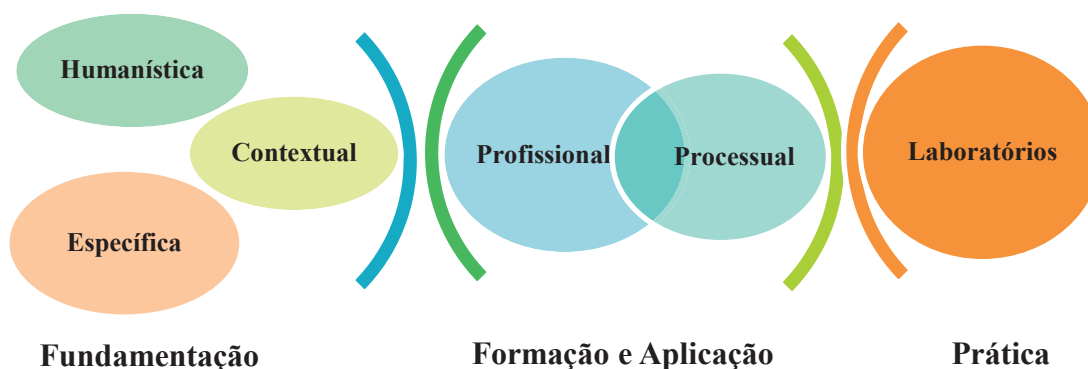 Humanística
Contextual
Específica
Profissional
Processual
Laboratórios
Fundamentação
Formação e Aplicação
Prática